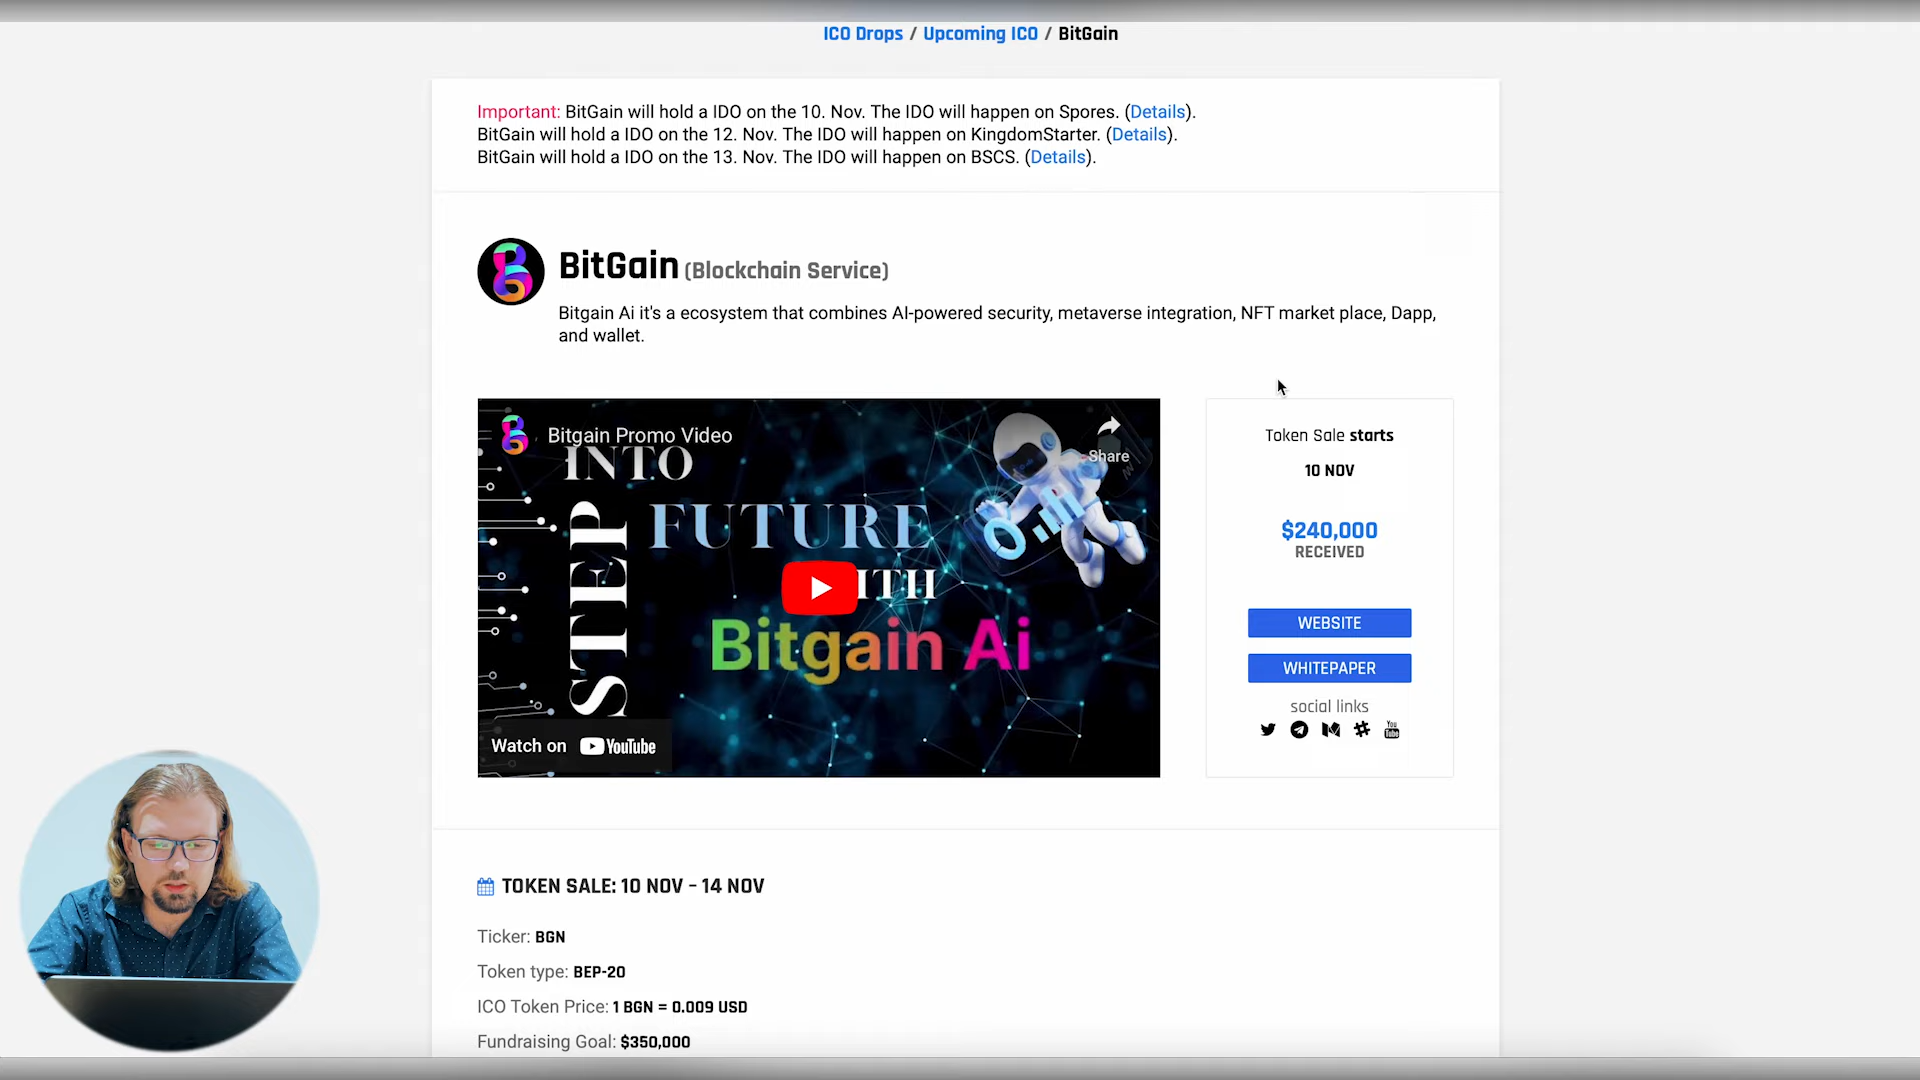 ICO Drops / Upcoming ICO / BitGain
Important: BitGain will hold a IDO on the 10. Nov. The IDO will happen on Spores. (Details).
BitGain will hold a IDO on the 12. Nov. The IDO will happen on KingdomStarter. (Details).
BitGain will hold a IDO on the 13. Nov. The IDO will happen on BSCS. (Details).
BitGain (Blockchain Service)
Bitgain Ai it's a ecosystem that combines AI-powered security, metaverse integration, NFT market place, Dapp,
and wallet.
Bitgain Promo Video
Share
STEP
INTO
FUTURE
ITH
Bitgain Ai
Watch on YouTube
Token Sale starts
10 NOV
$240,000
RECEIVED
WEBSITE
WHITEPAPER
social links
You
Tube
TOKEN SALE: 10 NOV – 14 NOV
Ticker: BGN
Token type: BEP-20
ICO Token Price: 1 BGN = 0.009 USD
Fundraising Goal: $350,000